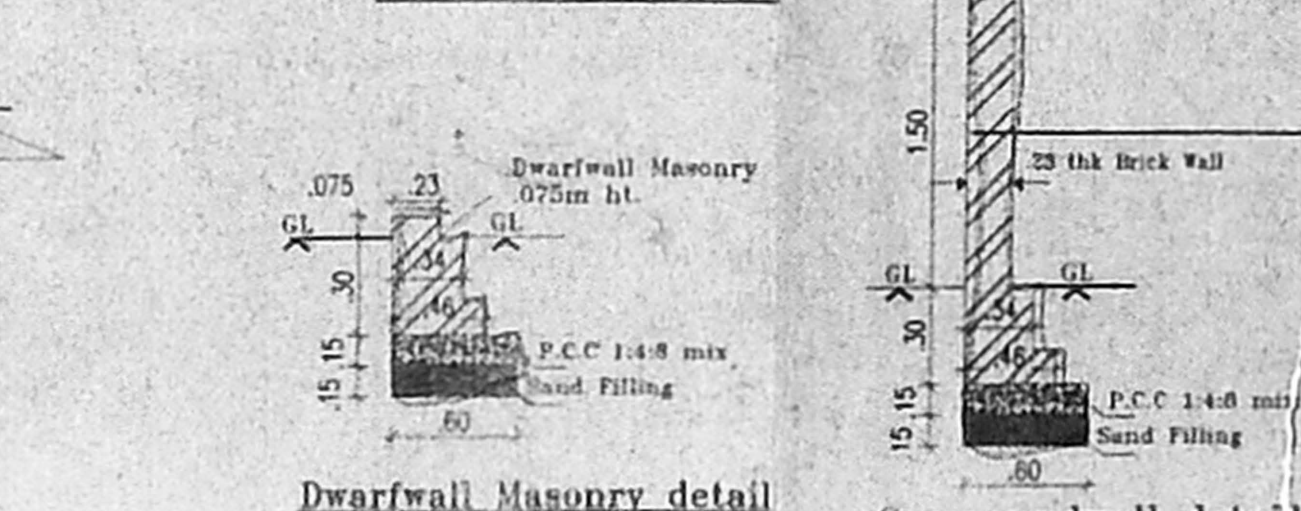 Dwarfwall Masonry
.075m ht.
.075
.23
GL
GL
.34
.30
.46
.15
P.C.C 1:4:8 mix
.15
Sand Filling
.60
Dwarfwall Masonry detail
1.50
.23 thk Brick Wall
GL
GL
.34
.30
.46
.15
P.C.C 1:4:8 mix
.15
Sand Filling
.60